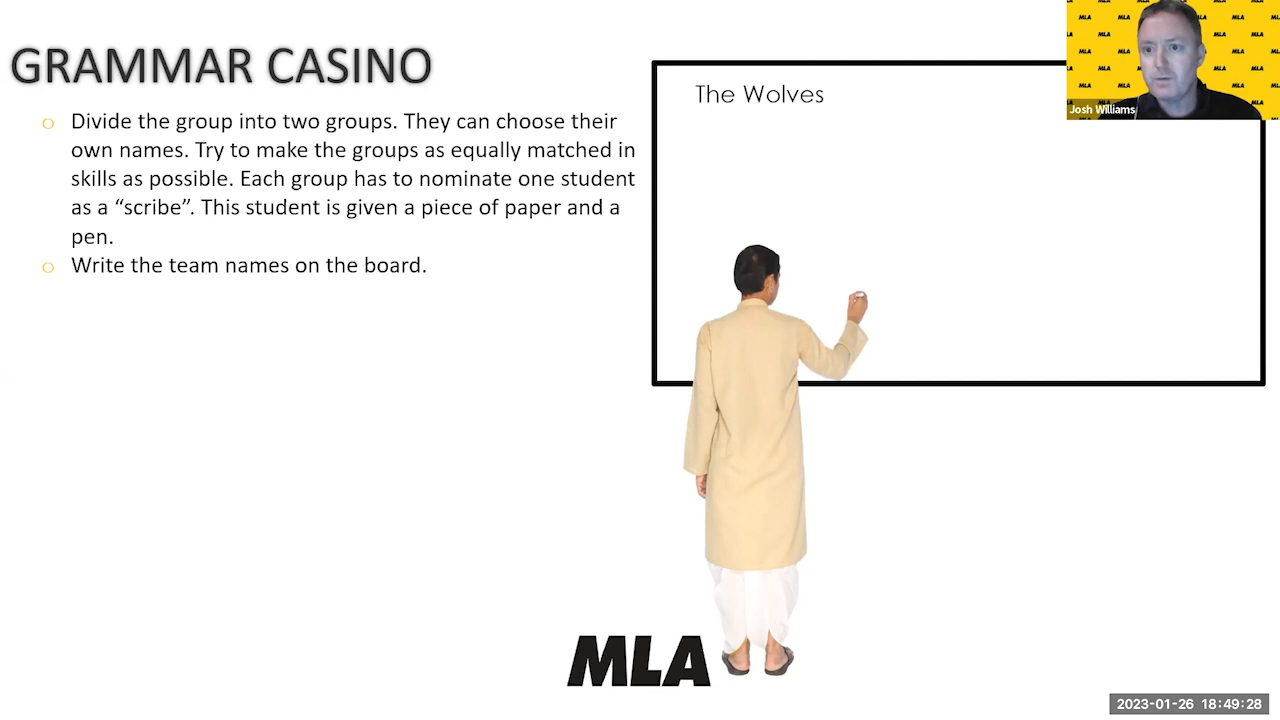 GRAMMAR CASINO
o Divide the group into two groups. They can choose their
own names. Try to make the groups as equally matched in
skills as possible. Each group has to nominate one student
as a “scribe”. This student is given a piece of paper and a
pen.
o Write the team names on the board.
The Wolves
MLA
Josh Williams
MLA
2023-01-26 18:49:28